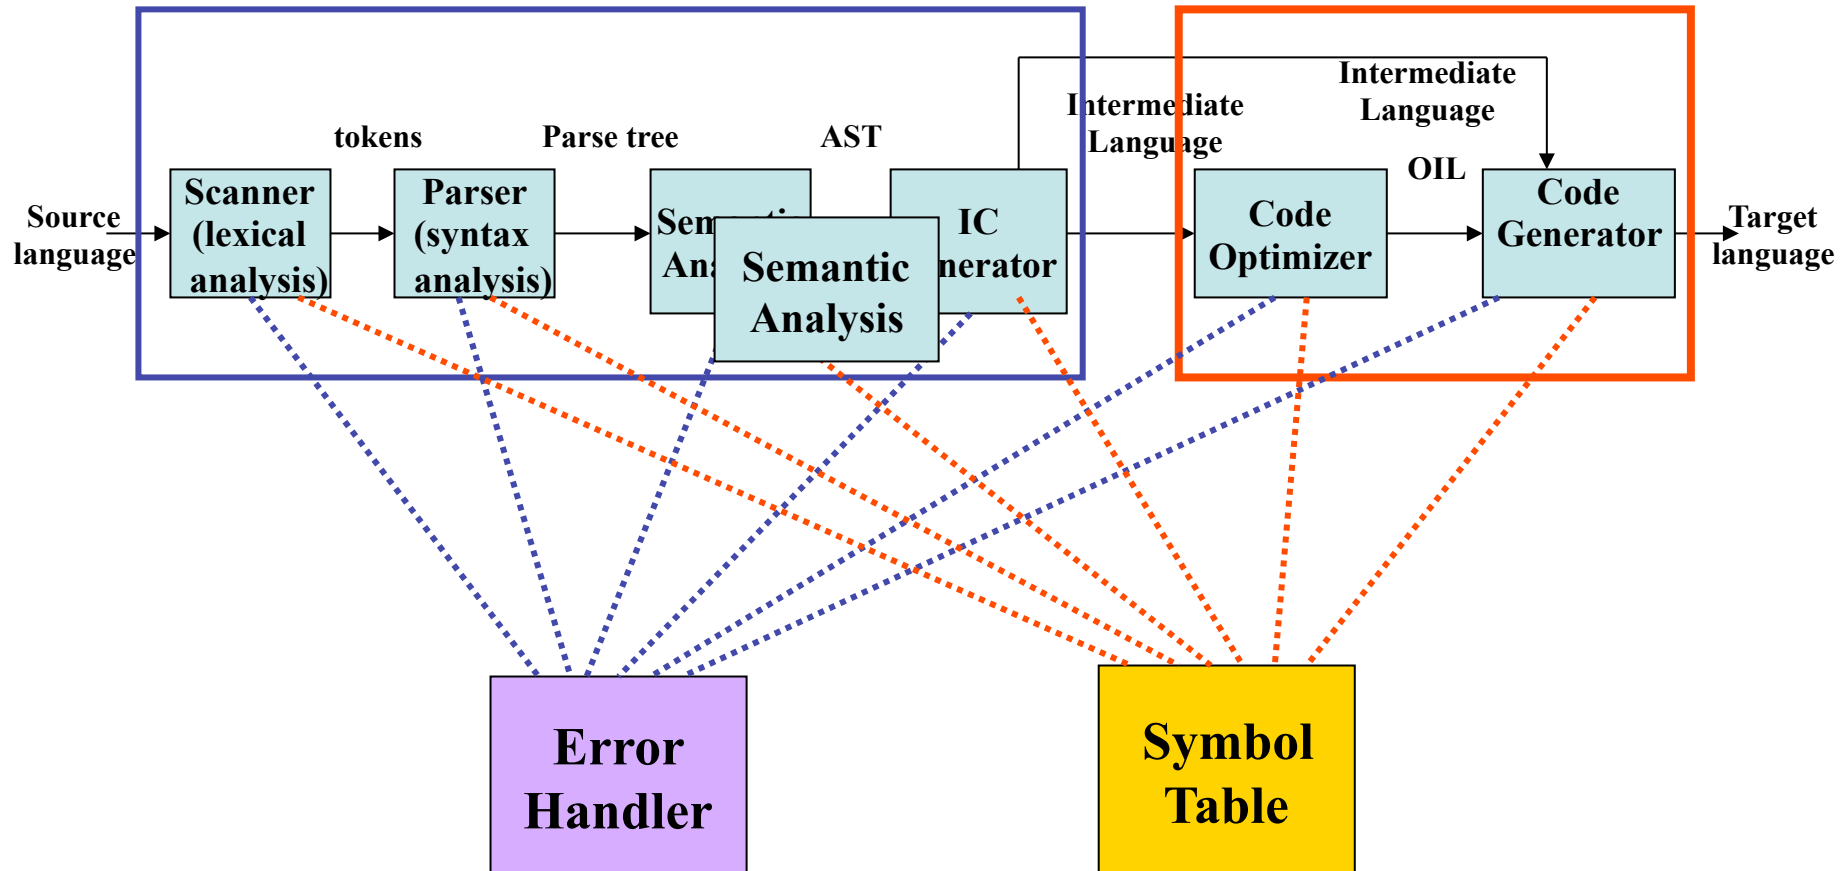 Intermediate
Language
Intermediate
Language
tokens
Parse tree
AST
OIL
Source
language
Scanner
(lexical
analysis)
Parser
(syntax
analysis)
Semantic
Analysis
IC
nerator
Code
Optimizer
Code
Generator
Target
language
Error
Handler
Symbol
Table